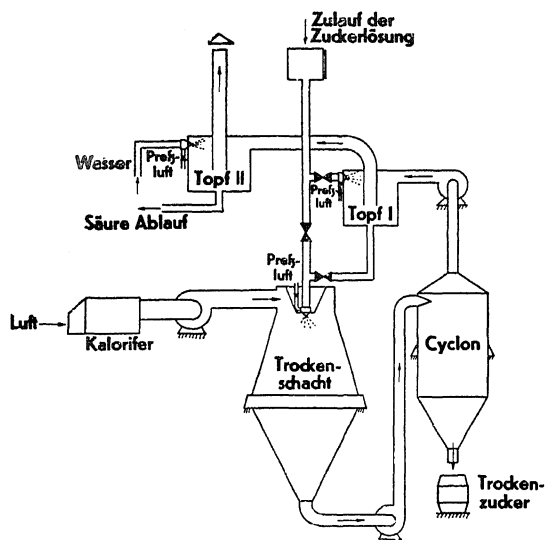 Zulauf der
Zuckerlösung
Wasser
Preß-
luft
Topf II
Säure Ablauf
Preß-
luft
Topf I
Preß-
luft
Luft
Kalorifer
Trocken-
schacht
Cyclon
Trocken-
zucker